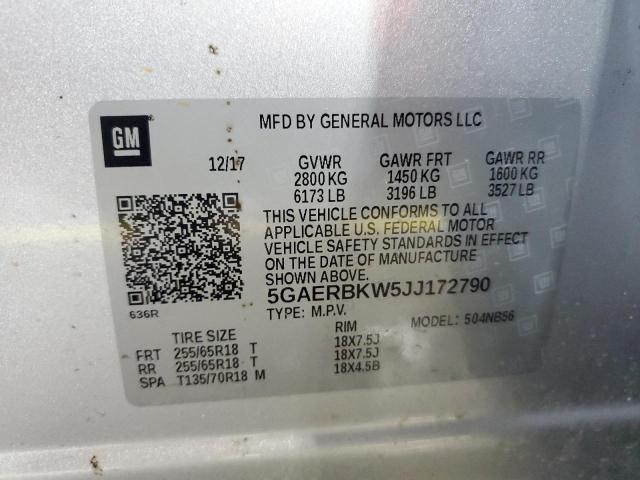 GM
MFD BY GENERAL MOTORS LLC
12/17 GVWR GAWR FRT GAWR RR
2800 KG 1450 KG 1600 KG
6173 LB 3196 LB 3527 LB
THIS VEHICLE CONFORMS TO ALL
APPLICABLE U.S. FEDERAL MOTOR
VEHICLE SAFETY STANDARDS IN EFFECT
ON THE DATE OF MANUFACTURE
SHOWN ABOVE.
5GAERBKW5JJ172790
636R
TYPE: M.P.V. MODEL: 504NB56
TIRE SIZE RIM
FRT 255/65R18 T 18X7.5J
RR 255/65R18 T 18X7.5J
SPA T135/70R18 M 18X4.5B